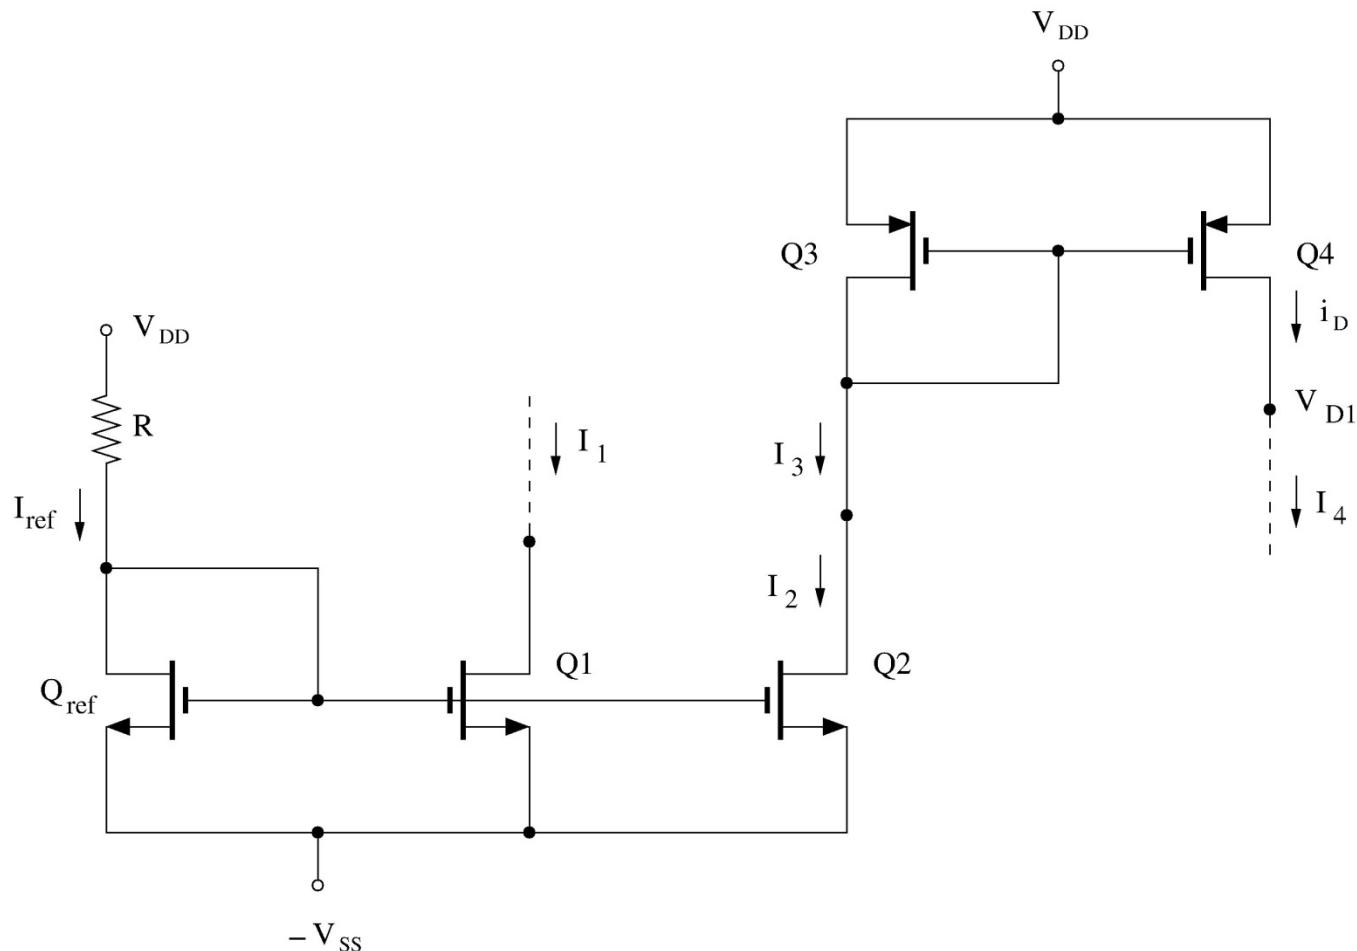 V DD
Q3
Q4
i D
V DD
R
V D1
I 1
I 3
I ref
I 4
I 2
Q ref
Q1
Q2
– V SS